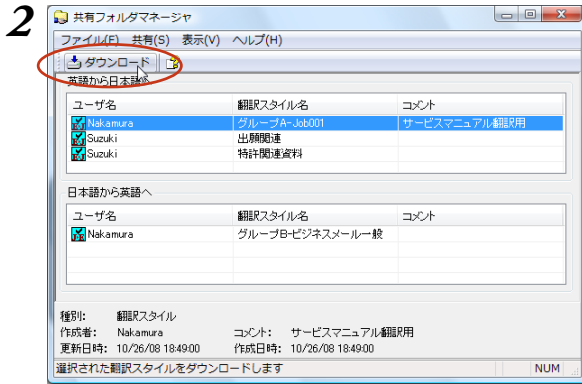 2
共有フォルダマネージャ
ファイル(F) 共有(S) 表示(V) ヘルプ(H)
ダウンロード
英語から日本語へ
ユーザ名 翻訳スタイル名 コメント
Nakamura グループA-Job001 サービスマニュアル翻訳用
Suzuki 出願関連
Suzuki 特許関連資料
日本語から英語へ
ユーザ名 翻訳スタイル名 コメント
Nakamura グループB-ビジネスメール一般
種別: 翻訳スタイル
作成者: Nakamura コメント: サービスマニュアル翻訳用
更新日時: 10/26/08 18:49:00 作成日時: 10/26/08 18:49:00
選択された翻訳スタイルをダウンロードします NUM